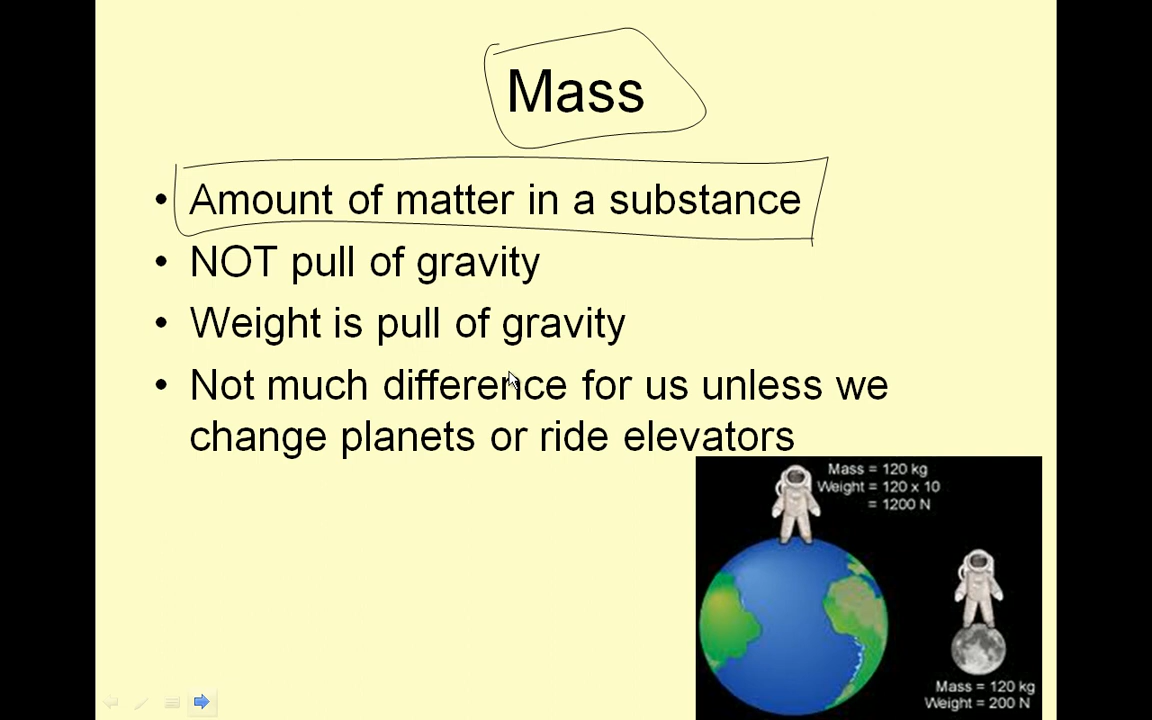 Mass
• Amount of matter in a substance
• NOT pull of gravity
• Weight is pull of gravity
• Not much difference for us unless we
change planets or ride elevators
Mass = 120 kg
Weight = 120 x 10
= 1200 N
Mass = 120 kg
Weight = 200 N